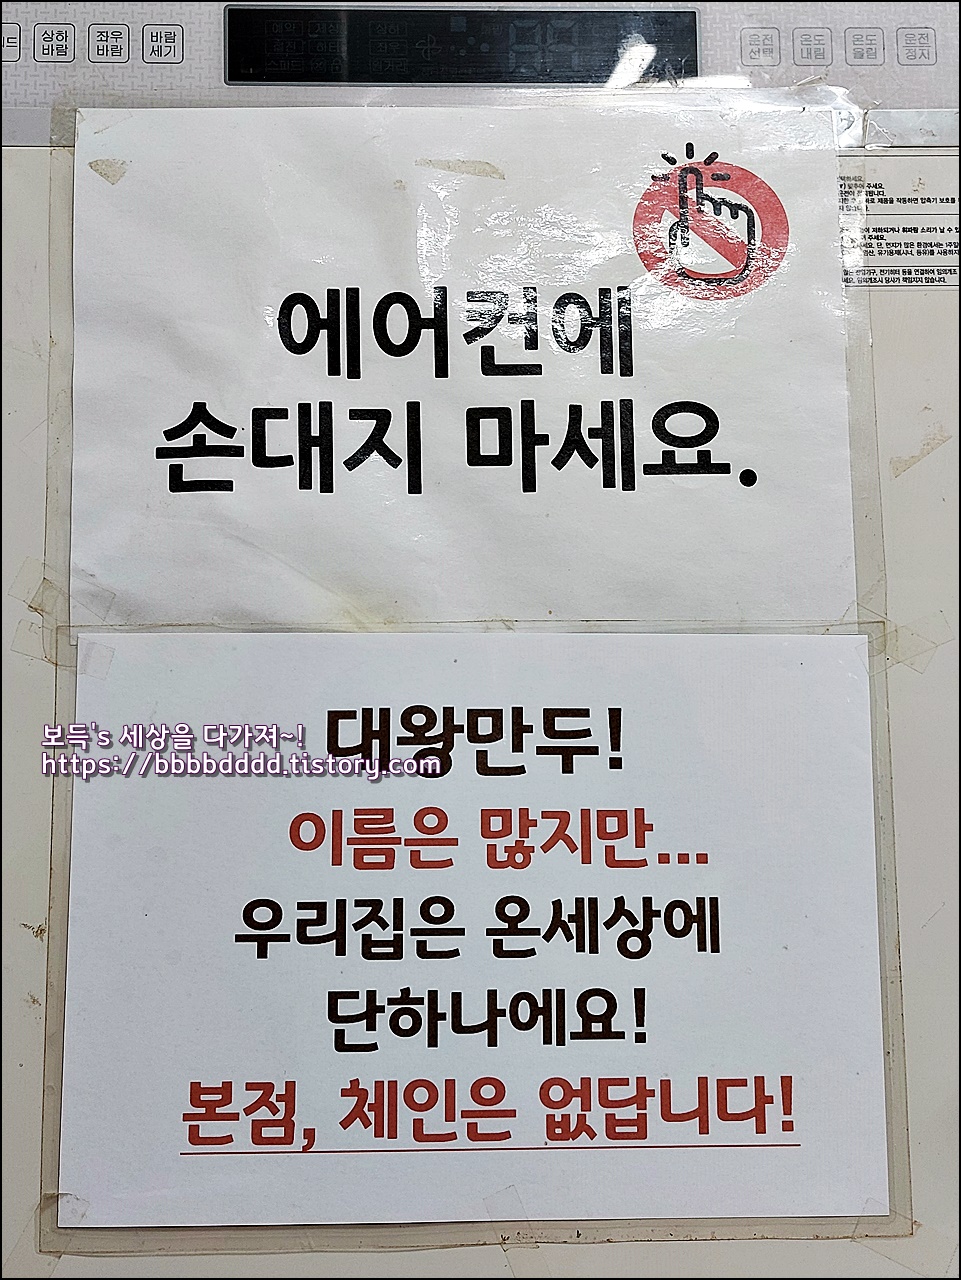 상하
바람
좌우
바람
바람
세기
예약
운전
선택
온도
내림
온도
올림
운전
정지
에어컨에
손대지 마세요.
보득's 세상을 다가져~!
https://bbbbdddd.tistory.com
대왕만두!
이름은 많지만...
우리집은 온세상에
단하나에요!
본점, 체인은 없답니다!